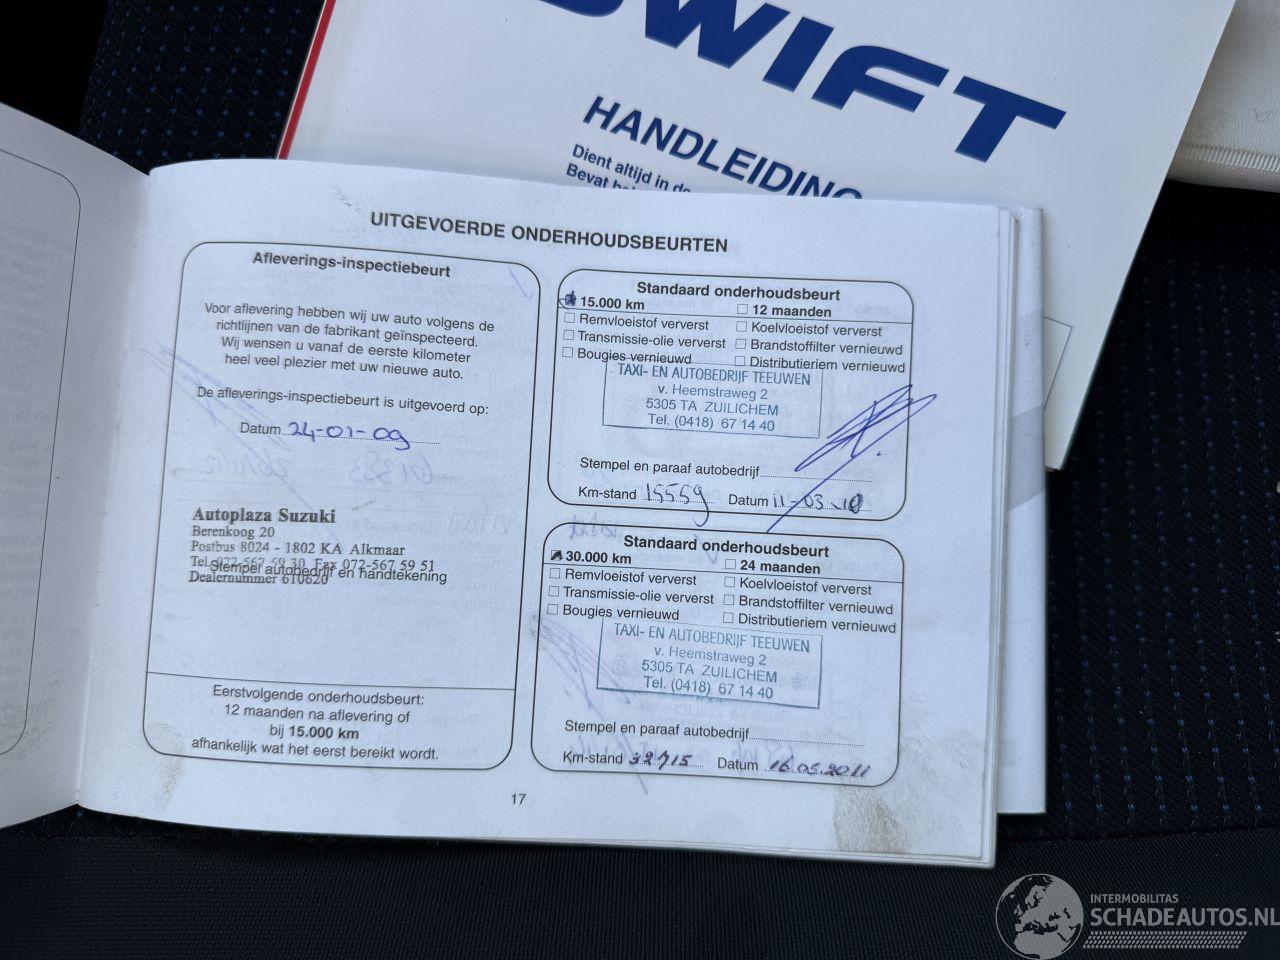 SWIFT
HANDLEIDING
Dient altijd in de
Bevat
UITGEVOERDE ONDERHOUDSBEURTEN
Afleverings-inspectiebeurt
Voor aflevering hebben wij uw auto volgens de
richtlijnen van de fabrikant geïnspecteerd.
Wij wensen u vanaf de eerste kilometer
heel veel plezier met uw nieuwe auto.
De afleverings-inspectiebeurt is uitgevoerd op:
Datum 24-01-09
Autoplaza Suzuki
Berenkoog 20
Postbus 8024 - 1802 KA Alkmaar
Tel. 072-567 59 30 Fax 072-567 59 51
Stempel autobedrijf en handtekening
Dealernummer 610620
Eerstvolgende onderhoudsbeurt:
12 maanden na aflevering of
bij 15.000 km
afhankelijk wat het eerst bereikt wordt.
Standaard onderhoudsbeurt
15.000 km 12 maanden
Remvloeistof ververst Koelvloeistof ververst
Transmissie-olie ververst Brandstoffilter vernieuwd
Bougies vernieuwd Distributieriem vernieuwd
TAXI- EN AUTOBEDRIJF TEEUWEN
v. Heemstraweg 2
5305 TA ZUILICHEM
Tel. (0418) 67 14 40
Stempel en paraaf autobedrijf
Km-stand 15559 Datum 11-03-10
Standaard onderhoudsbeurt
30.000 km 24 maanden
Remvloeistof ververst Koelvloeistof ververst
Transmissie-olie ververst Brandstoffilter vernieuwd
Bougies vernieuwd Distributieriem vernieuwd
TAXI- EN AUTOBEDRIJF TEEUWEN
v. Heemstraweg 2
5305 TA ZUILICHEM
Tel. (0418) 67 14 40
Stempel en paraaf autobedrijf
Km-stand 32715 Datum 16.05.2011
17
INTERMOBILITAS
SCHADEAUTOS.NL